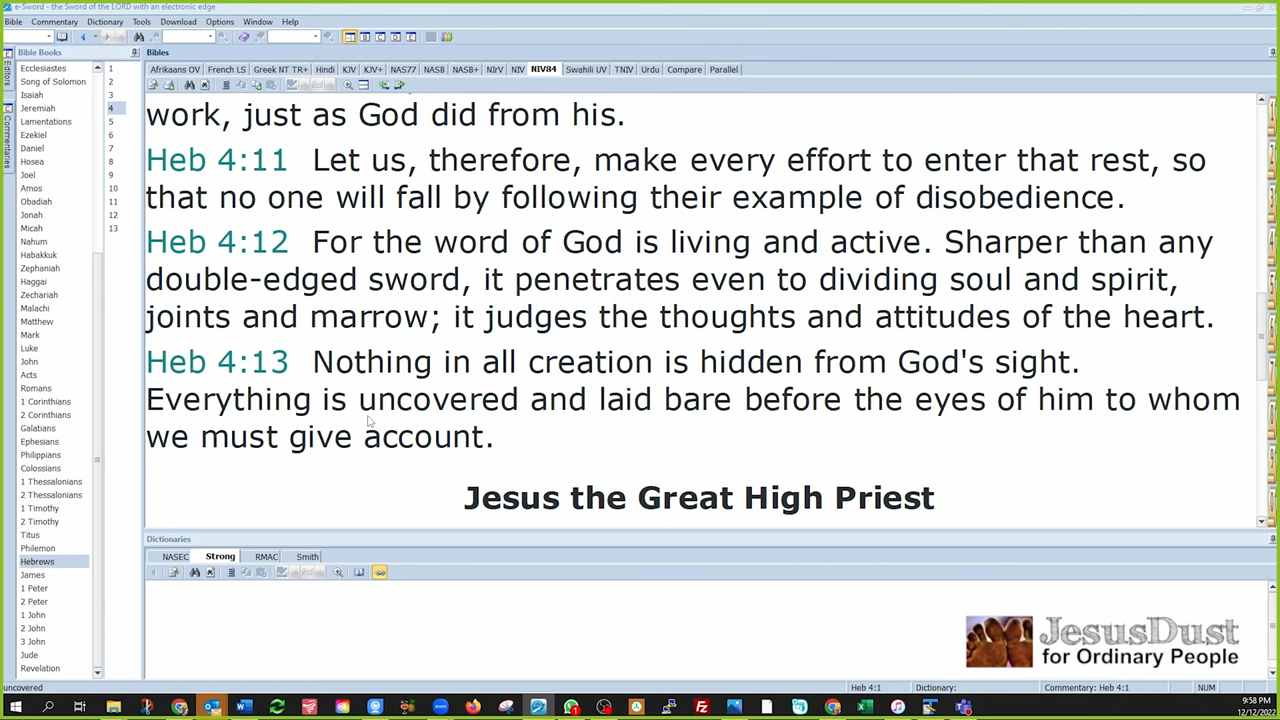 e-Sword - the Sword of the LORD with an electronic edge
Bible Commentary Dictionary Tools Download Options Window Help
Bible Books
Bibles
Afrikaans OV French LS Greek NT TR+ Hindi KJV KJV+ NAS77 NASB NASB+ NIrV NIV NIV84 Swahili UV TNIV Urdu Compare Parallel
Editors
Commentaries
Ecclesiastes 1
Song of Solomon 2
Isaiah 3
Jeremiah 4
Lamentations 5
Ezekiel 6
Daniel 7
Hosea 8
Joel 9
Amos 10
Obadiah 11
Jonah 12
Micah 13
Nahum
Habakkuk
Zephaniah
Haggai
Zechariah
Malachi
Matthew
Mark
Luke
John
Acts
Romans
1 Corinthians
2 Corinthians
Galatians
Ephesians
Philippians
Colossians
1 Thessalonians
2 Thessalonians
1 Timothy
2 Timothy
Titus
Philemon
Hebrews
James
1 Peter
2 Peter
1 John
2 John
3 John
Jude
Revelation
work, just as God did from his.
Heb 4:11 Let us, therefore, make every effort to enter that rest, so
that no one will fall by following their example of disobedience.
Heb 4:12 For the word of God is living and active. Sharper than any
double-edged sword, it penetrates even to dividing soul and spirit,
joints and marrow; it judges the thoughts and attitudes of the heart.
Heb 4:13 Nothing in all creation is hidden from God's sight.
Everything is uncovered and laid bare before the eyes of him to whom
we must give account.
Jesus the Great High Priest
Dictionaries
NASEC Strong RMAC Smith
JesusDust
for Ordinary People
uncovered Heb 4:1 Dictionary: Commentary: Heb 4:1 NUM
9:58 PM
12/12/2022